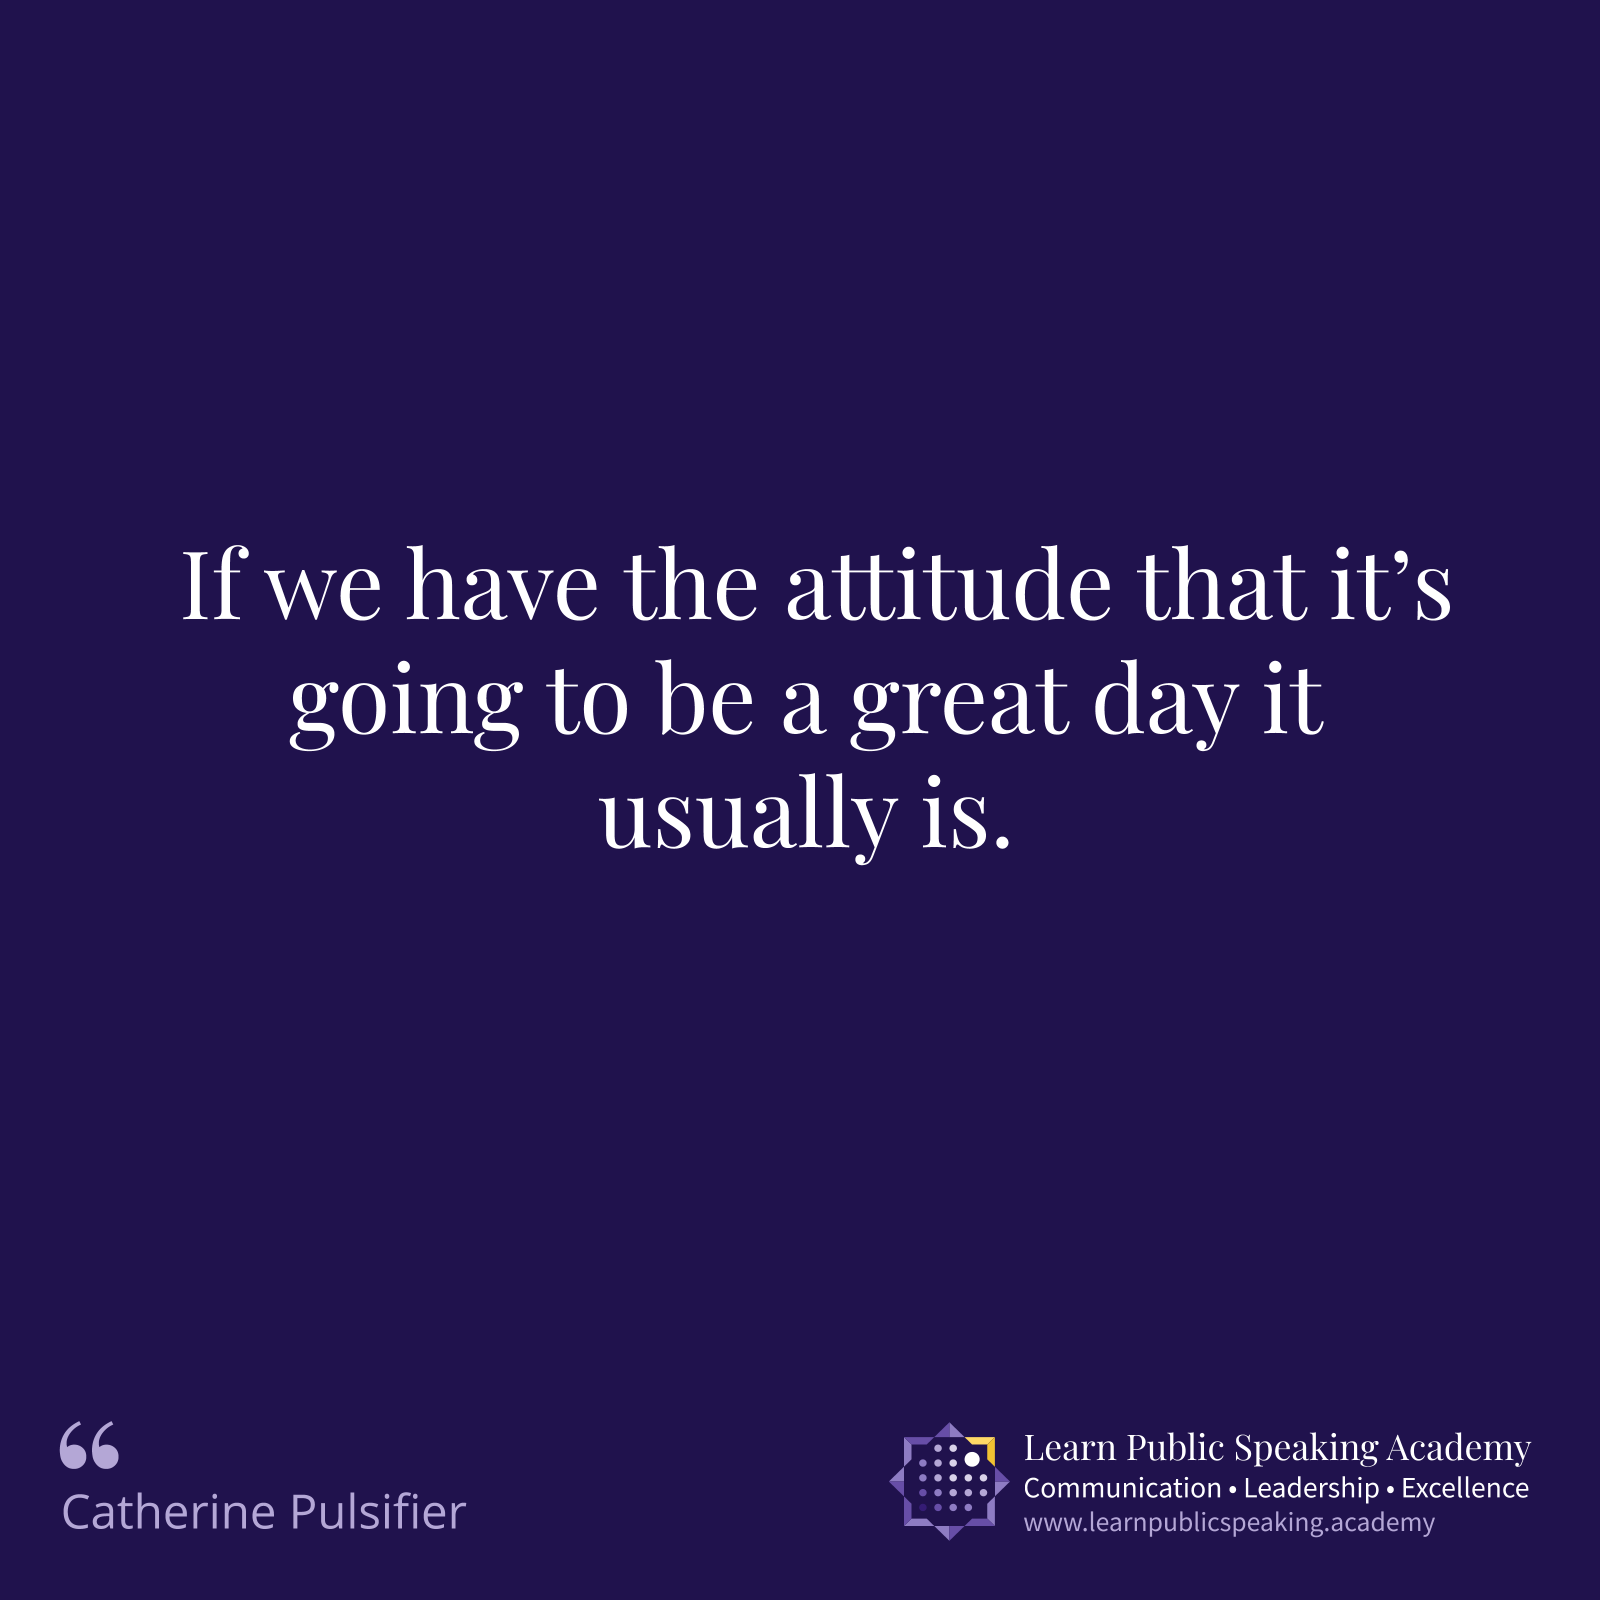 If we have the attitude that it’s
going to be a great day it
usually is.
Catherine Pulsifier
Learn Public Speaking Academy
Communication • Leadership • Excellence
www.learnpublicspeaking.academy